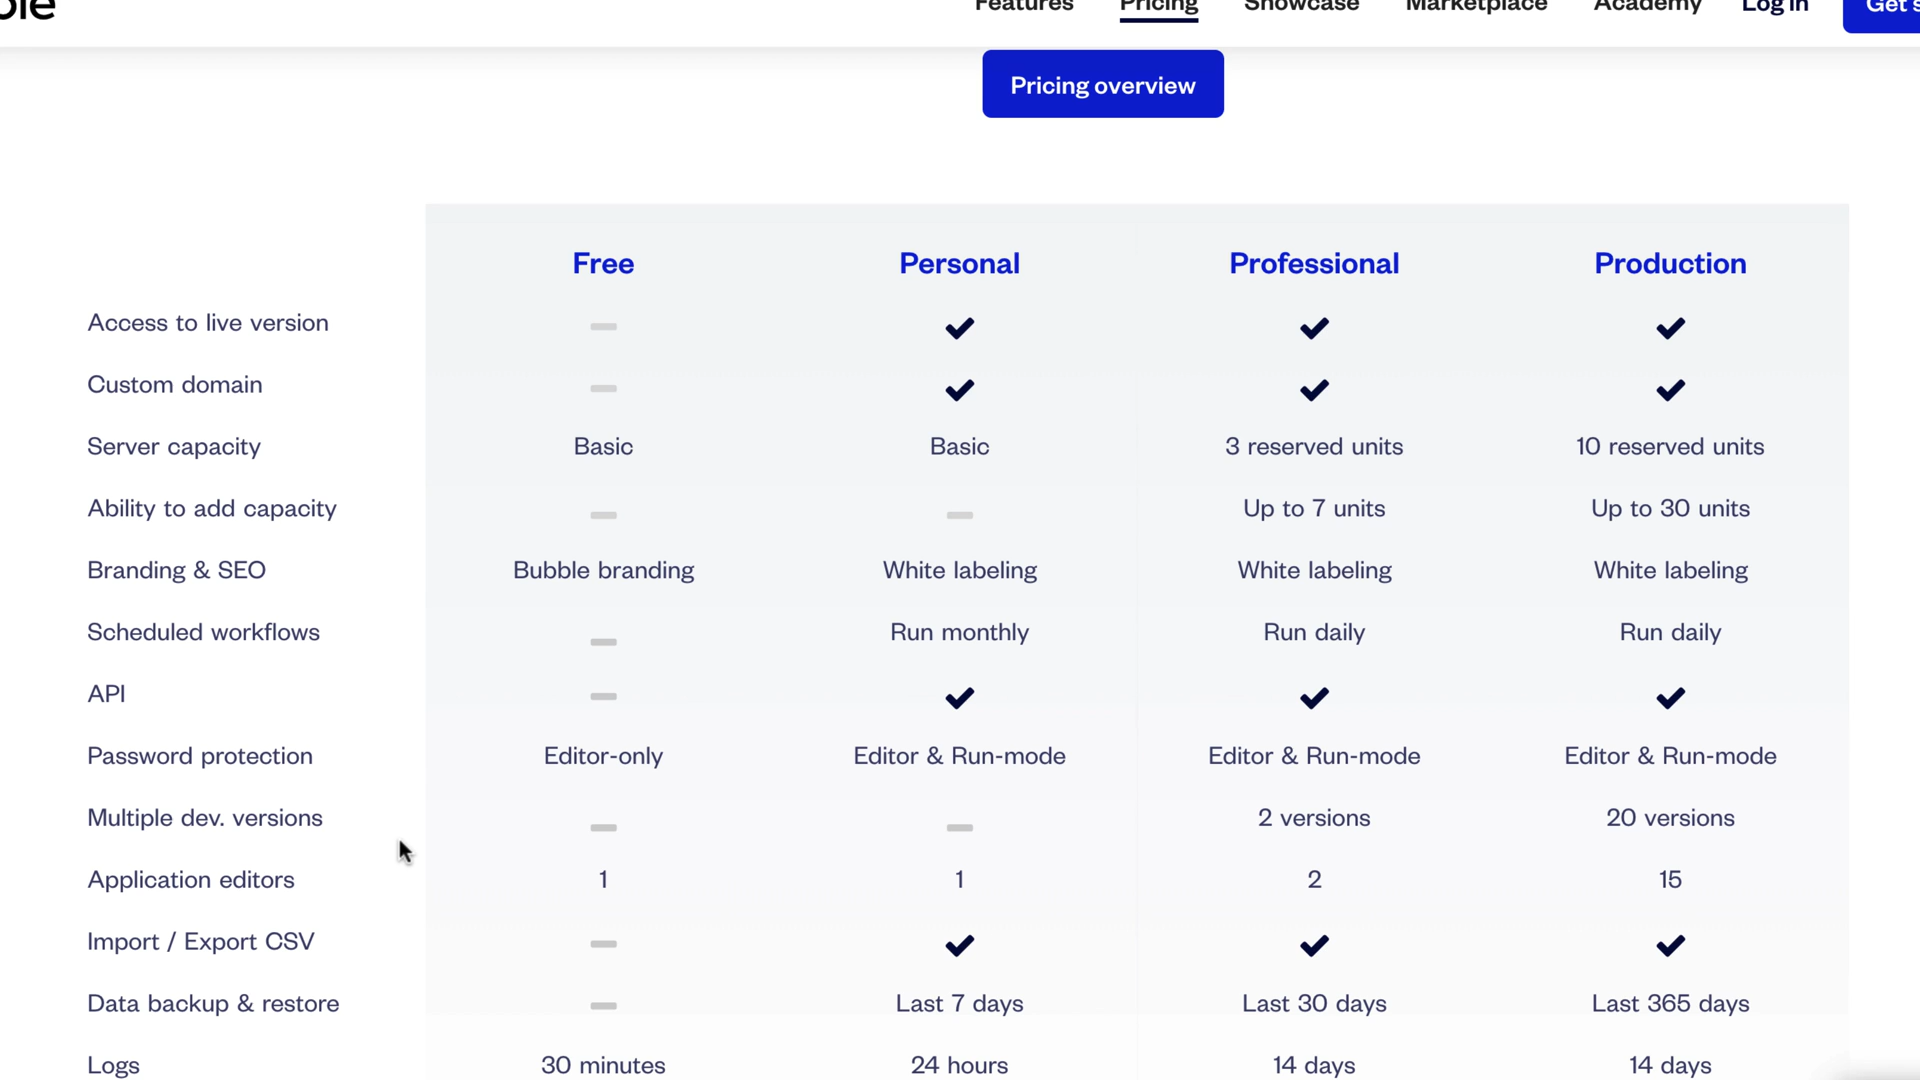 Features Pricing Showcase Marketplace Academy Log in Get
Pricing overview
Free Personal Professional Production
Access to live version
Custom domain
Server capacity Basic Basic 3 reserved units 10 reserved units
Ability to add capacity Up to 7 units Up to 30 units
Branding & SEO Bubble branding White labeling White labeling White labeling
Scheduled workflows Run monthly Run daily Run daily
API
Password protection Editor-only Editor & Run-mode Editor & Run-mode Editor & Run-mode
Multiple dev. versions 2 versions 20 versions
Application editors 1 1 2 15
Import / Export CSV
Data backup & restore Last 7 days Last 30 days Last 365 days
Logs 30 minutes 24 hours 14 days 14 days